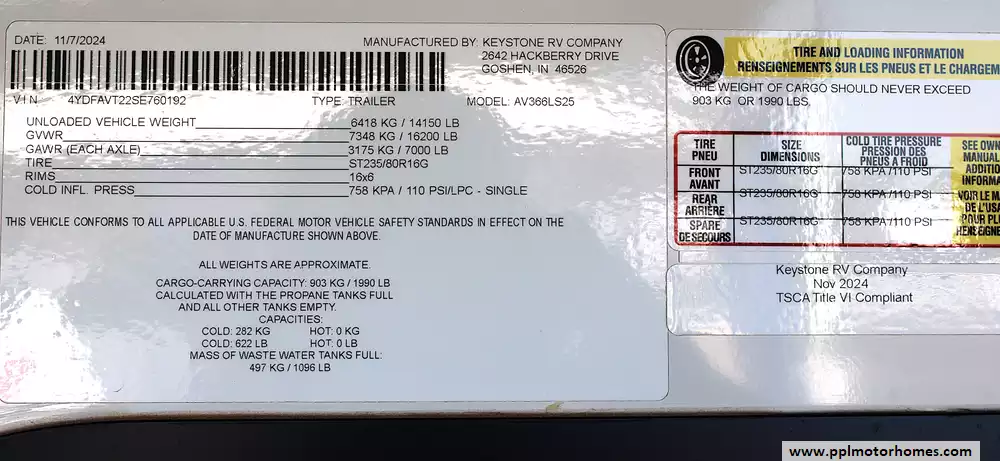 DATE: 11/7/2024
MANUFACTURED BY: KEYSTONE RV COMPANY
2642 HACKBERRY DRIVE
GOSHEN, IN 46526
VIN 4YDFAVT22SE760192 TYPE: TRAILER MODEL: AV366LS25
UNLOADED VEHICLE WEIGHT 6418 KG / 14150 LB
GVWR 7348 KG / 16200 LB
GAWR (EACH AXLE) 3175 KG / 7000 LB
TIRE ST235/80R16G
RIMS 16x6
COLD INFL. PRESS 758 KPA / 110 PSI/LPC - SINGLE
THIS VEHICLE CONFORMS TO ALL APPLICABLE U.S. FEDERAL MOTOR VEHICLE SAFETY STANDARDS IN EFFECT ON THE
DATE OF MANUFACTURE SHOWN ABOVE.
ALL WEIGHTS ARE APPROXIMATE.
CARGO-CARRYING CAPACITY: 903 KG / 1990 LB
CALCULATED WITH THE PROPANE TANKS FULL
AND ALL OTHER TANKS EMPTY.
CAPACITIES:
COLD: 282 KG HOT: 0 KG
COLD: 622 LB HOT: 0 LB
MASS OF WASTE WATER TANKS FULL:
497 KG / 1096 LB
TIRE AND LOADING INFORMATION
RENSEIGNEMENTS SUR LES PNEUS ET LE CHARGEM
THE WEIGHT OF CARGO SHOULD NEVER EXCEED
903 KG OR 1990 LBS.
TIRE
PNEU
SIZE
DIMENSIONS
COLD TIRE PRESSURE
PRESSION DES
PNEUS A FROID
FRONT
AVANT
ST235/80R16G
758 KPA /110 PSI
REAR
ARRIÈRE
ST235/80R16G
758 KPA /110 PSI
SPARE
DE SECOURS
ST235/80R16G
758 KPA /110 PSI
SEE OWN
MANUAL
ADDITIO
INFORMA
VOIR LE MA
DE L'USA
POUR PLU
RENSEIGNE
Keystone RV Company
Nov 2024
TSCA Title VI Compliant
www.pplmotorhomes.com